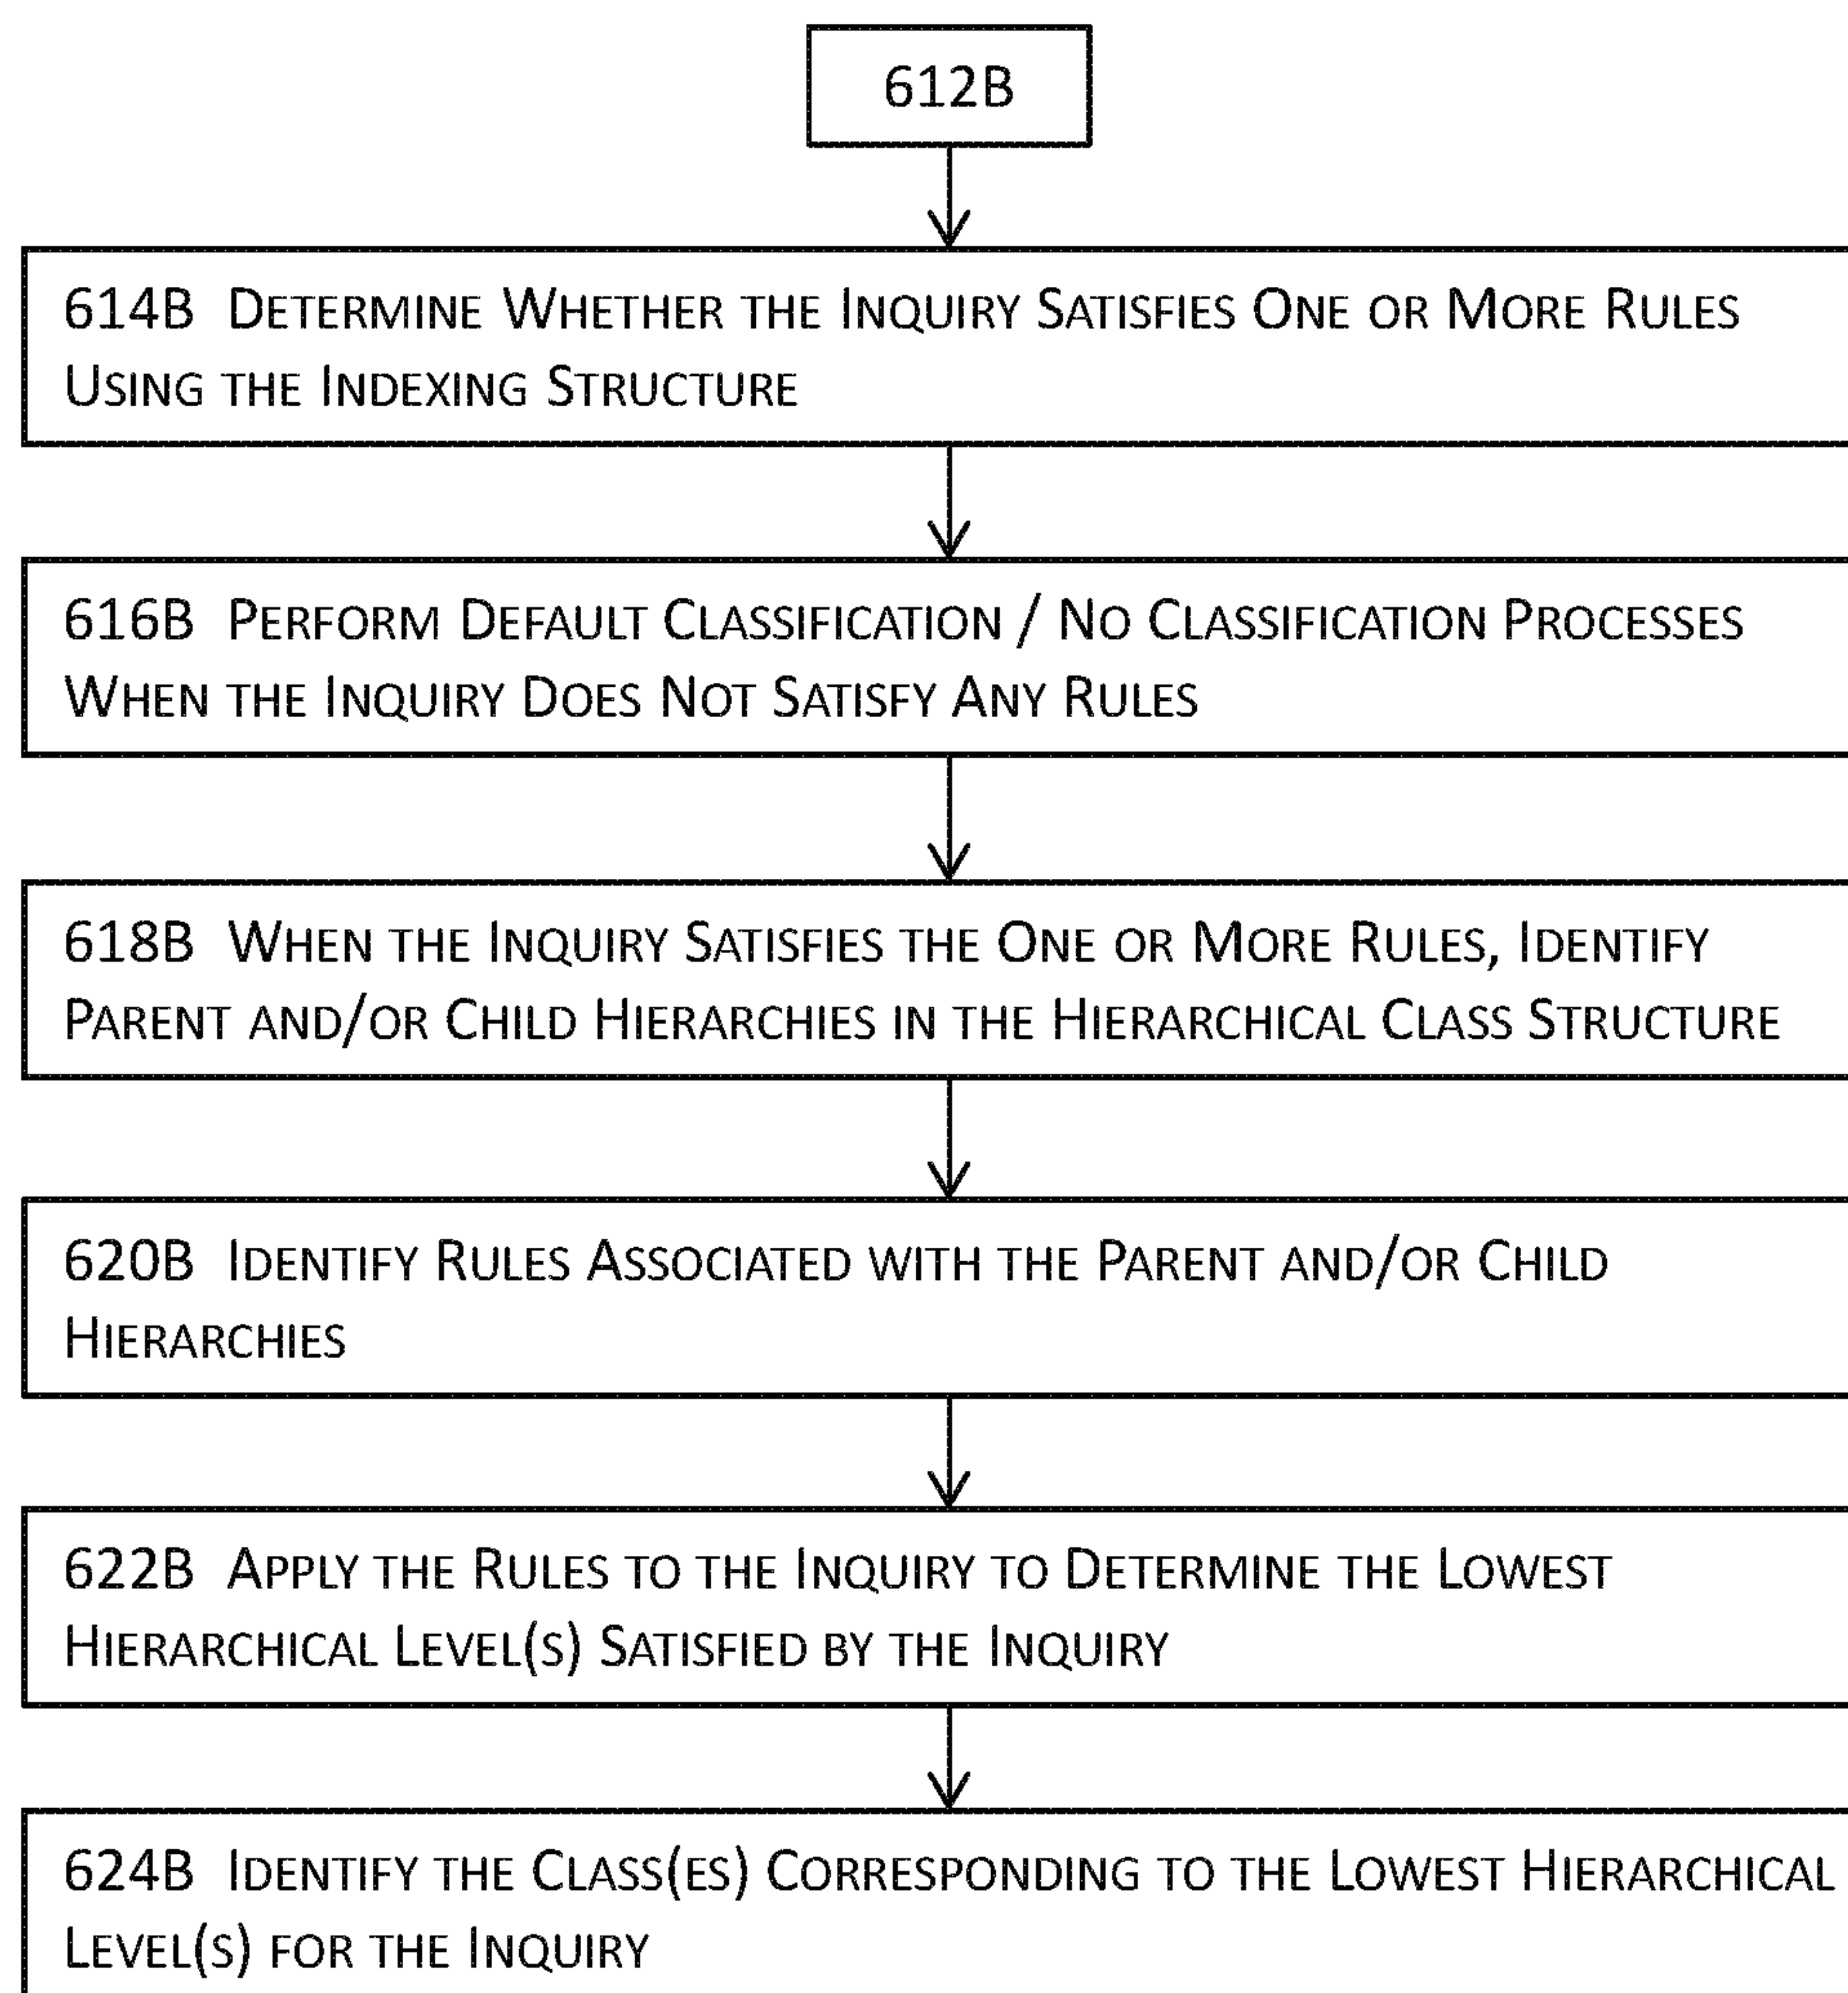 612B
614B Determine Whether the Inquiry Satisfies One or More Rules
Using the Indexing Structure
616B Perform Default Classification / No Classification Processes
When the Inquiry Does Not Satisfy Any Rules
618B When the Inquiry Satisfies the One or More Rules, Identify
Parent and/or Child Hierarchies in the Hierarchical Class Structure
620B Identify Rules Associated with the Parent and/or Child
Hierarchies
622B Apply the Rules to the Inquiry to Determine the Lowest
Hierarchical Level(s) Satisfied by the Inquiry
624B Identify the Class(es) Corresponding to the Lowest Hierarchical
Level(s) for the Inquiry